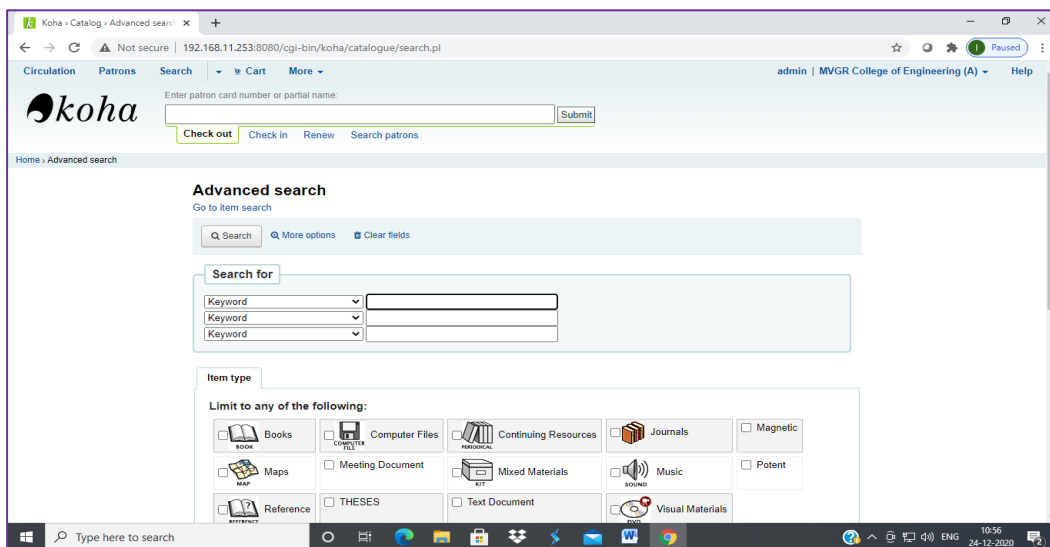 Koha › Catalog › Advanced searc
Not secure | 192.168.11.253:8080/cgi-bin/koha/catalogue/search.pl
Paused
Circulation Patrons Search Cart More admin | MVGR College of Engineering (A) Help
Enter patron card number or partial name:
koha
Submit
Check out Check in Renew Search patrons
Home › Advanced search
Advanced search
Go to item search
Search More options Clear fields
Search for
Keyword
Keyword
Keyword
Item type
Limit to any of the following:
BOOK Books COMPUTER FILE Computer Files PERIODICAL Continuing Resources Journals Magnetic
MAP Maps Meeting Document KIT Mixed Materials SOUND Music Potent
REFERENCE Reference THESES Text Document DVD Visual Materials
Type here to search ENG 10:56
24-12-2020